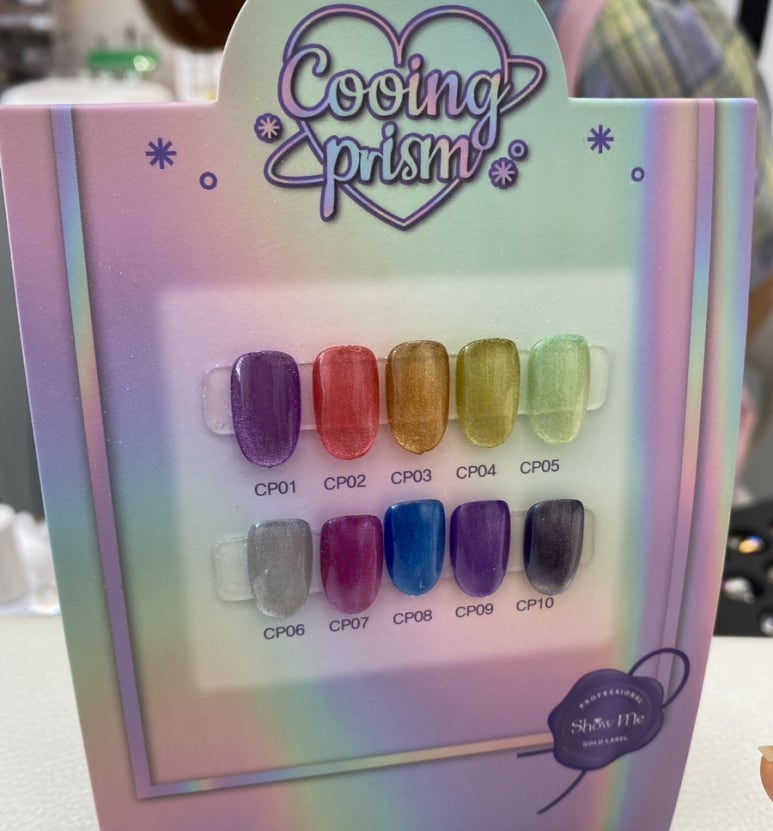 Cooing
prism
CP01 CP02 CP03 CP04 CP05
CP06 CP07 CP08 CP09 CP10
PROFESSIONAL
Show Me
GOLD LABEL